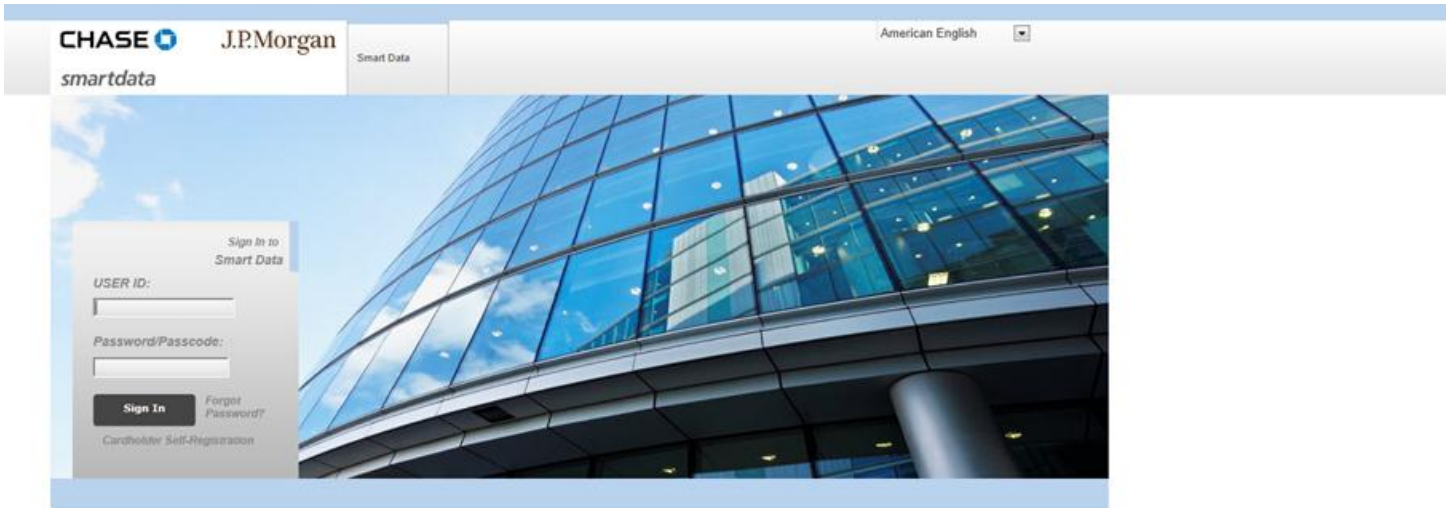 CHASE J.P.Morgan
smartdata
Smart Data
American English
Sign In to
Smart Data
USER ID:
Password/Passcode:
Sign In
Forgot
Password?
Cardholder Self-Registration